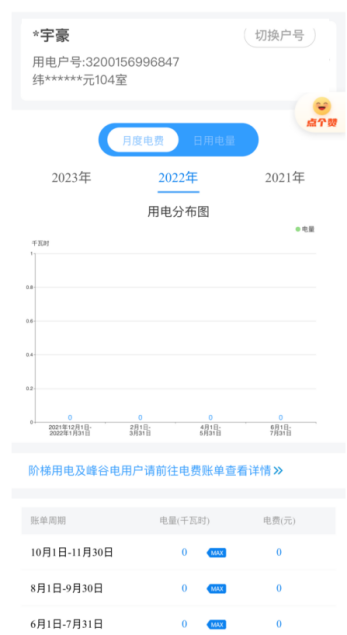 *宇豪
切换户号
用电户号:3200156996847
纬******元104室
点个赞
月度电费 日用电量
2023年 2022年 2021年
用电分布图
电量
千瓦时
1
0.8
0.6
0.4
0.2
0
0 0 0 0
2021年12月1日-2022年1月31日
2月1日-3月31日
4月1日-5月31日
6月1日-7月31日
阶梯用电及峰谷电用户请前往电费账单查看详情»
账单周期 电量(千瓦时) 电费(元)
10月1日-11月30日 0 MAX 0
8月1日-9月30日 0 MAX 0
6月1日-7月31日 0 MAX 0